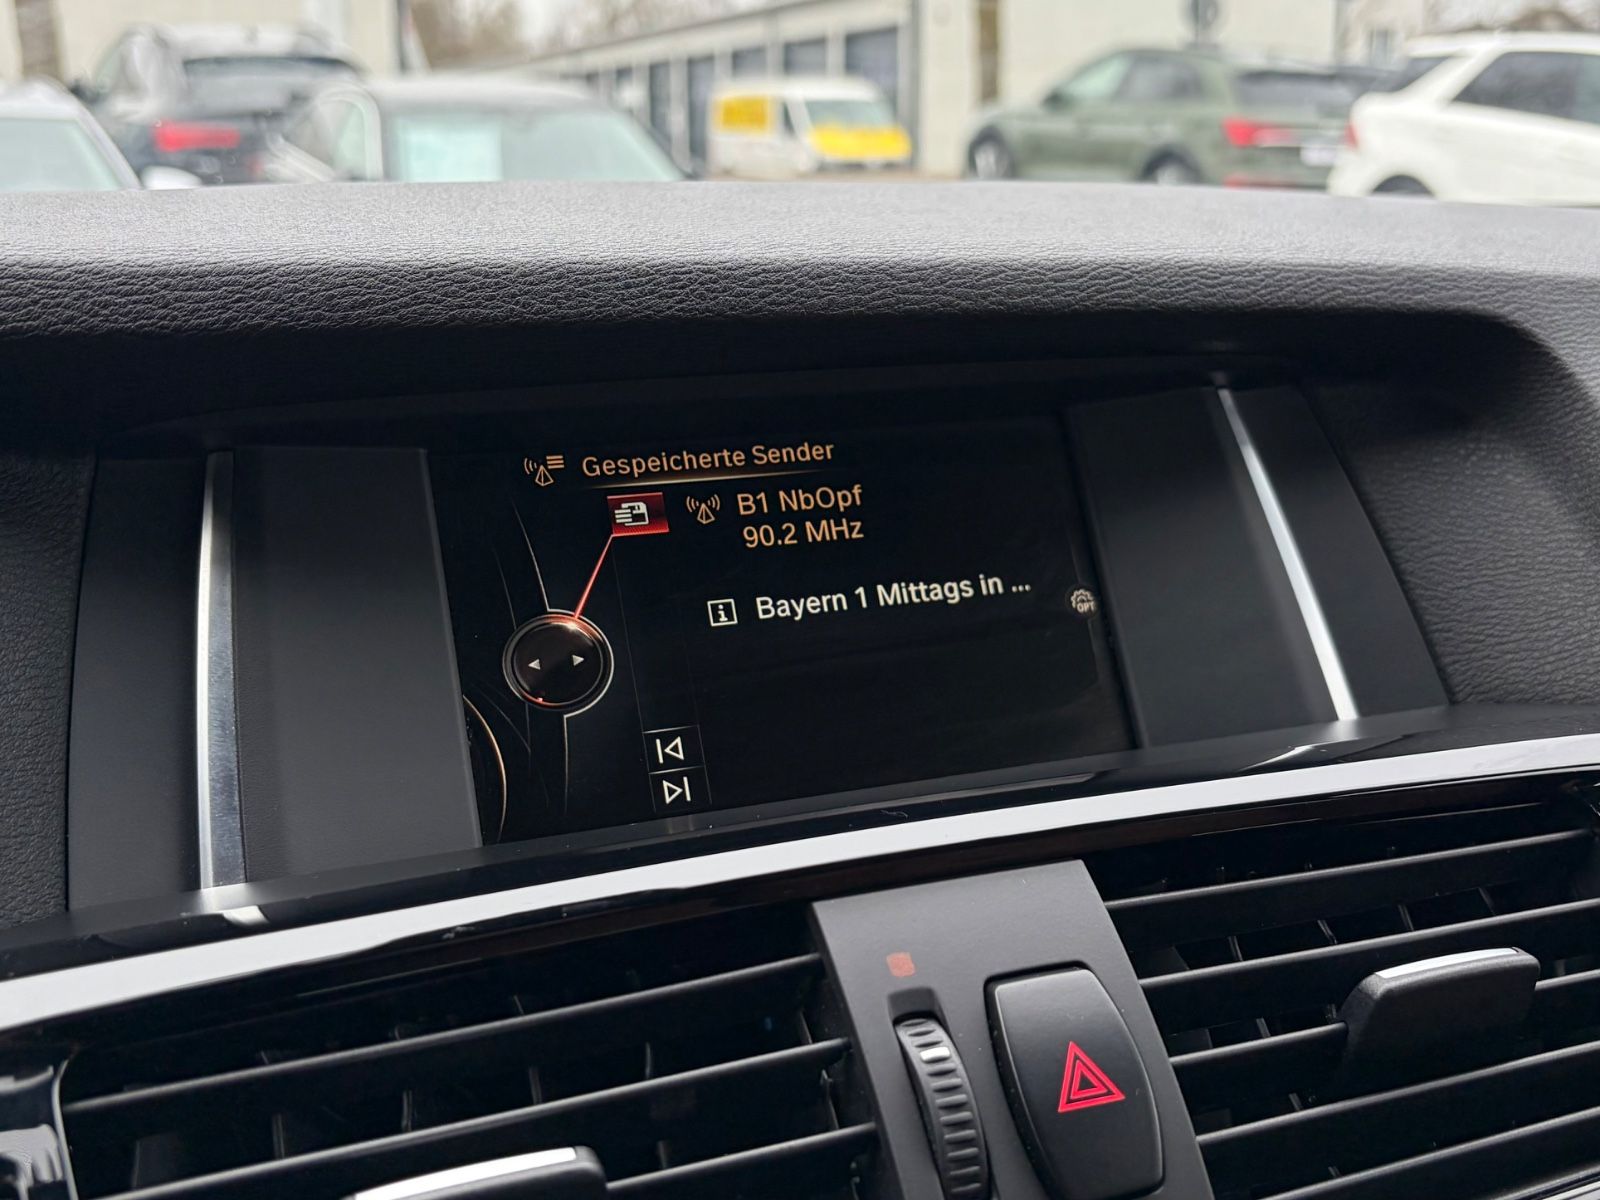 Gespeicherte Sender
B1 NbOpf
90.2 MHz
i Bayern 1 Mittags in ...
OPT